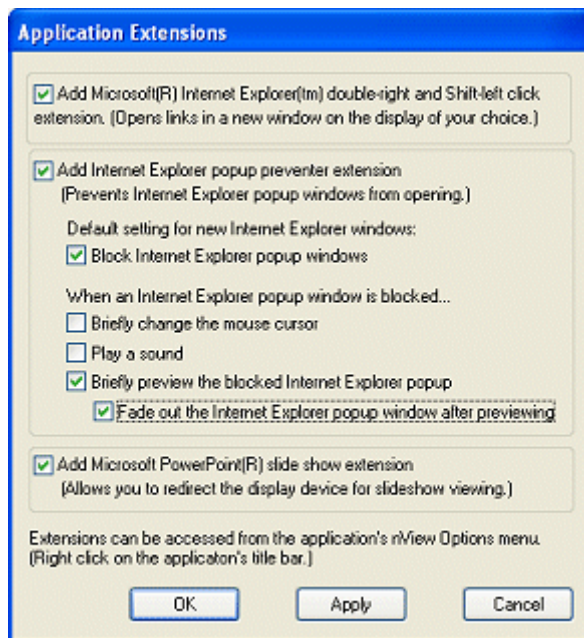 Application Extensions
Add Microsoft(R) Internet Explorer(tm) double-right and Shift-left click
extension. (Opens links in a new window on the display of your choice.)
Add Internet Explorer popup preventer extension
(Prevents Internet Explorer popup windows from opening.)
Default setting for new Internet Explorer windows:
Block Internet Explorer popup windows
When an Internet Explorer popup window is blocked...
Briefly change the mouse cursor
Play a sound
Briefly preview the blocked Internet Explorer popup
Fade out the Internet Explorer popup window after previewing
Add Microsoft PowerPoint(R) slide show extension
(Allows you to redirect the display device for slideshow viewing.)
Extensions can be accessed from the application's nView Options menu.
(Right click on the applicaton's title bar.)
OK
Apply
Cancel